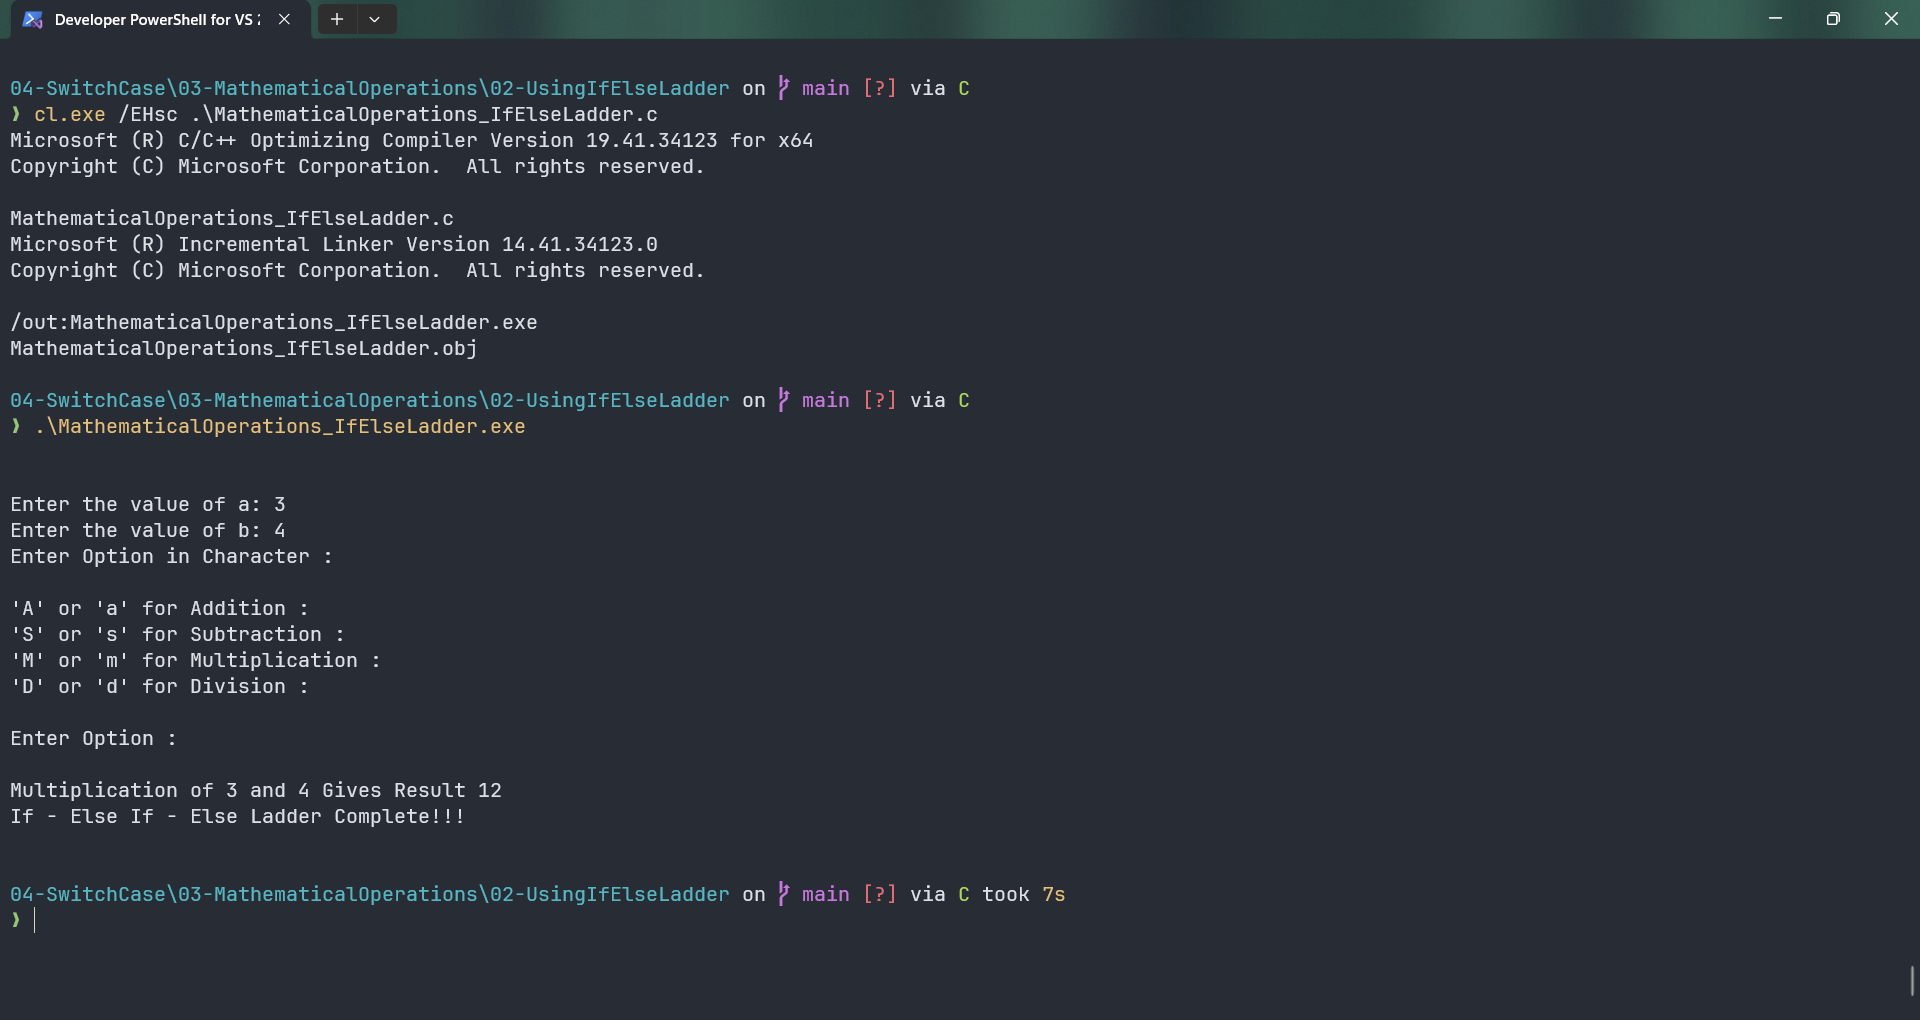 Developer PowerShell for VS 2
04-SwitchCase\03-MathematicalOperations\02-UsingIfElseLadder on main [?] via C
❯ cl.exe /EHsc .\MathematicalOperations_IfElseLadder.c
Microsoft (R) C/C++ Optimizing Compiler Version 19.41.34123 for x64
Copyright (C) Microsoft Corporation.  All rights reserved.
MathematicalOperations_IfElseLadder.c
Microsoft (R) Incremental Linker Version 14.41.34123.0
Copyright (C) Microsoft Corporation.  All rights reserved.
/out:MathematicalOperations_IfElseLadder.exe
MathematicalOperations_IfElseLadder.obj
04-SwitchCase\03-MathematicalOperations\02-UsingIfElseLadder on main [?] via C
❯ .\MathematicalOperations_IfElseLadder.exe
Enter the value of a: 3
Enter the value of b: 4
Enter Option in Character :
'A' or 'a' for Addition :
'S' or 's' for Subtraction :
'M' or 'm' for Multiplication :
'D' or 'd' for Division :
Enter Option :
Multiplication of 3 and 4 Gives Result 12
If - Else If - Else Ladder Complete!!!
04-SwitchCase\03-MathematicalOperations\02-UsingIfElseLadder on main [?] via C took 7s
❯